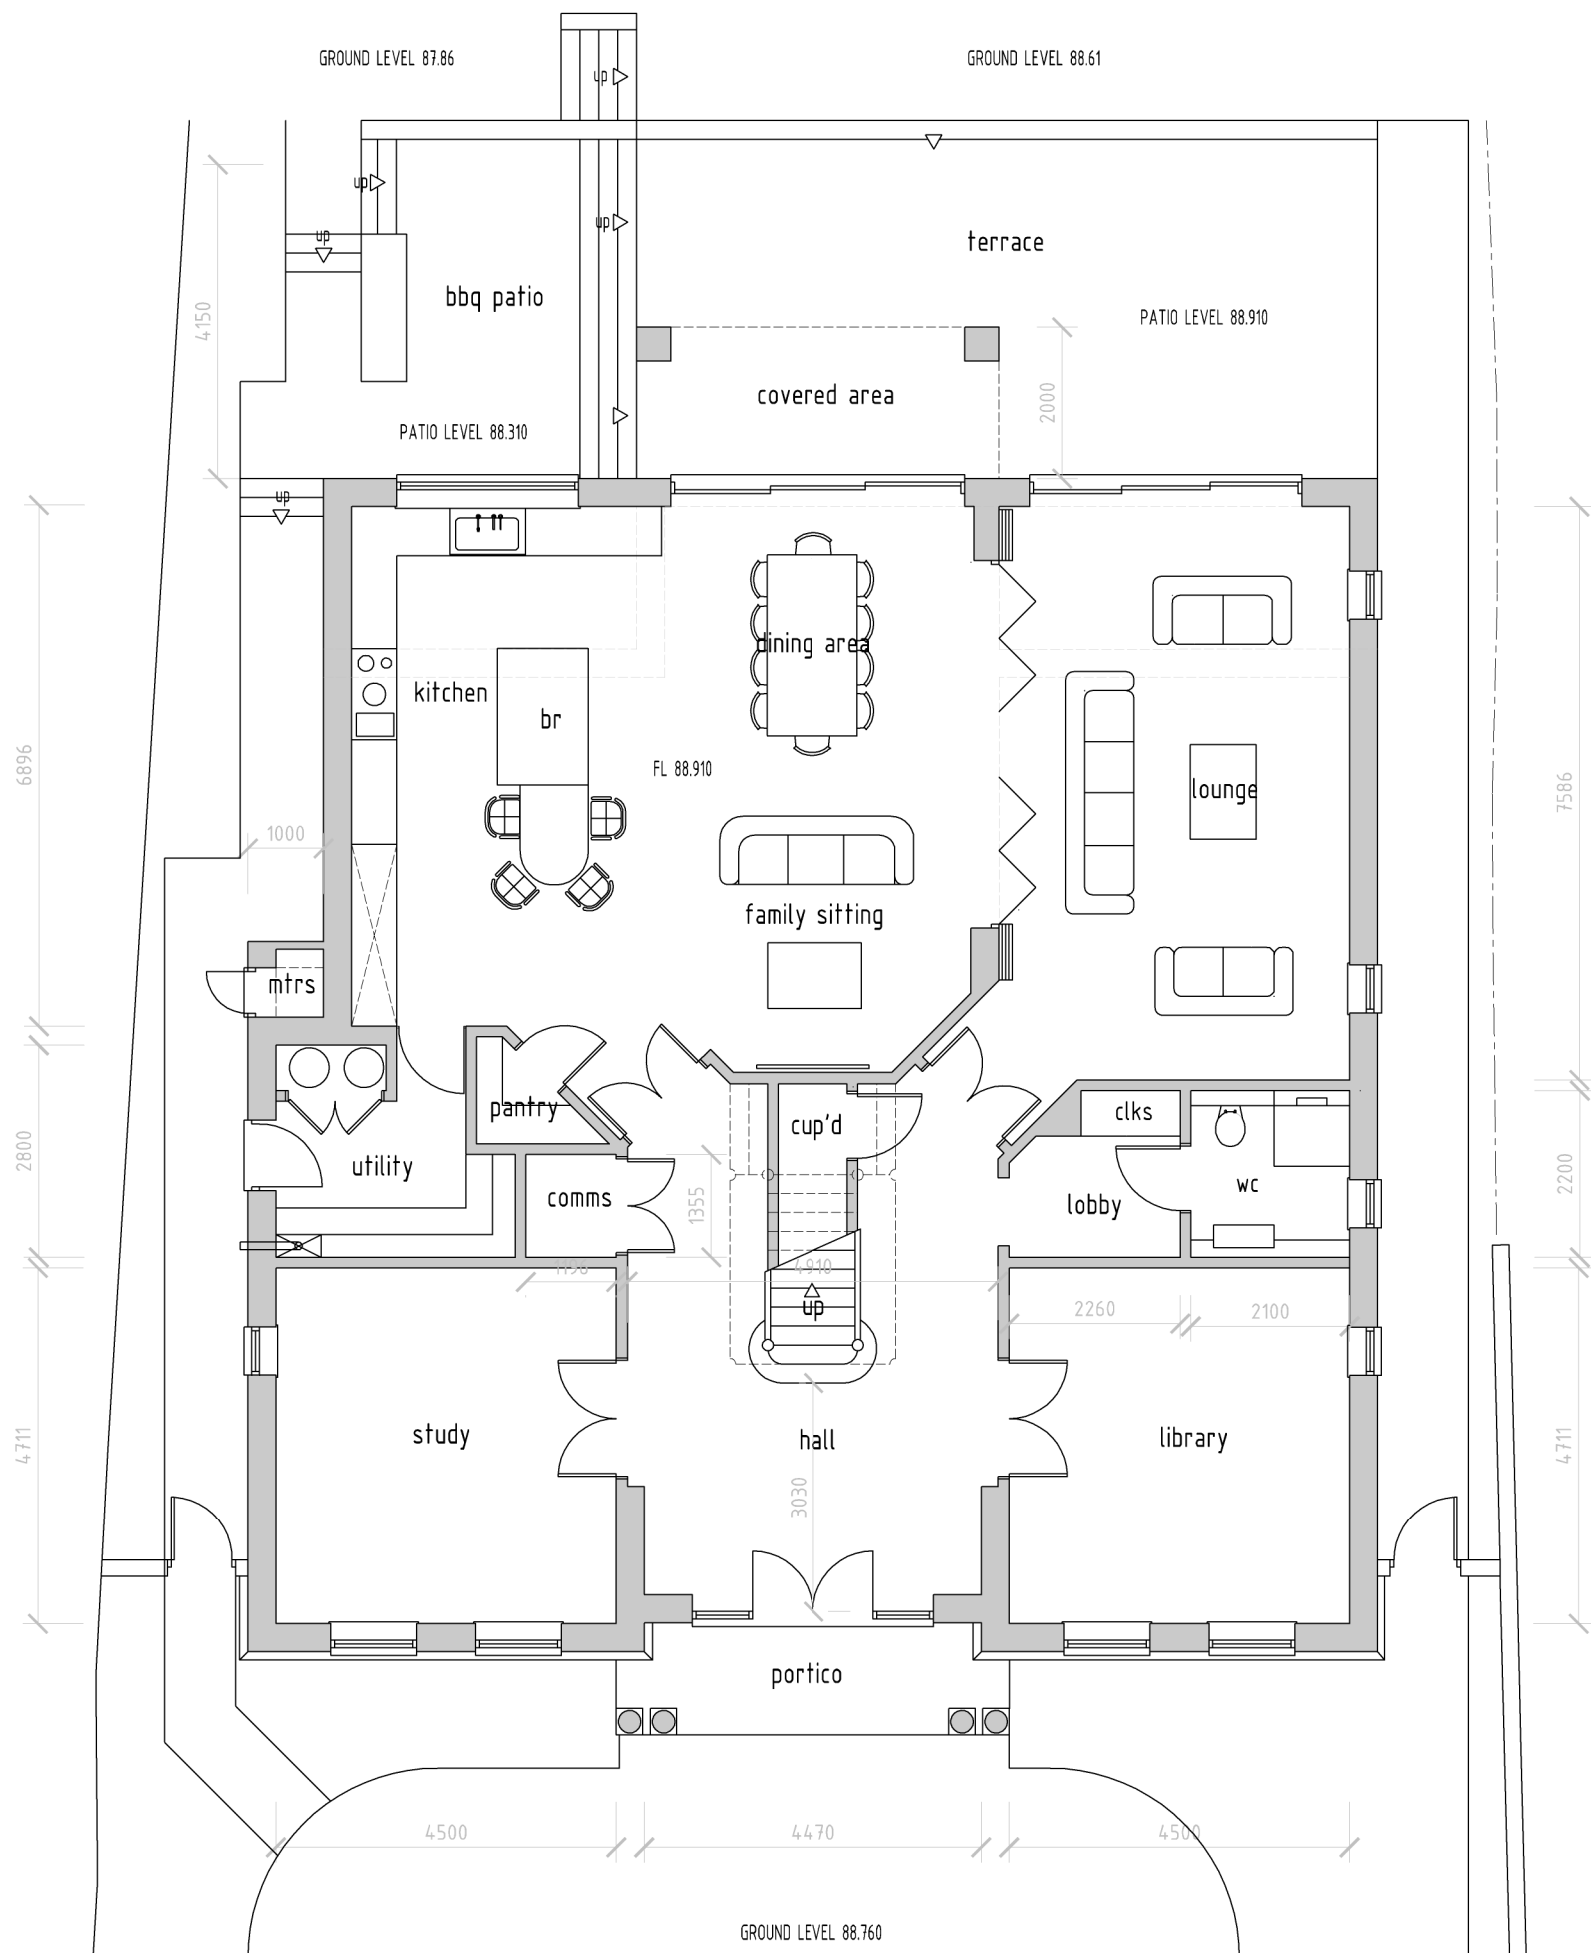 GROUND LEVEL 87.86
GROUND LEVEL 88.61
up
up
up
up
terrace
bbq patio
PATIO LEVEL 88.910
4150
covered area
2000
PATIO LEVEL 88.310
up
dining area
kitchen
br
FL 88.910
6896
7586
lounge
1000
family sitting
mtrs
pantry
clks
cup'd
utility
2800
2200
wc
comms
1355
lobby
1190
4910
up
2260
2100
study
hall
library
4711
4711
3030
portico
4500
4470
4500
GROUND LEVEL 88.760